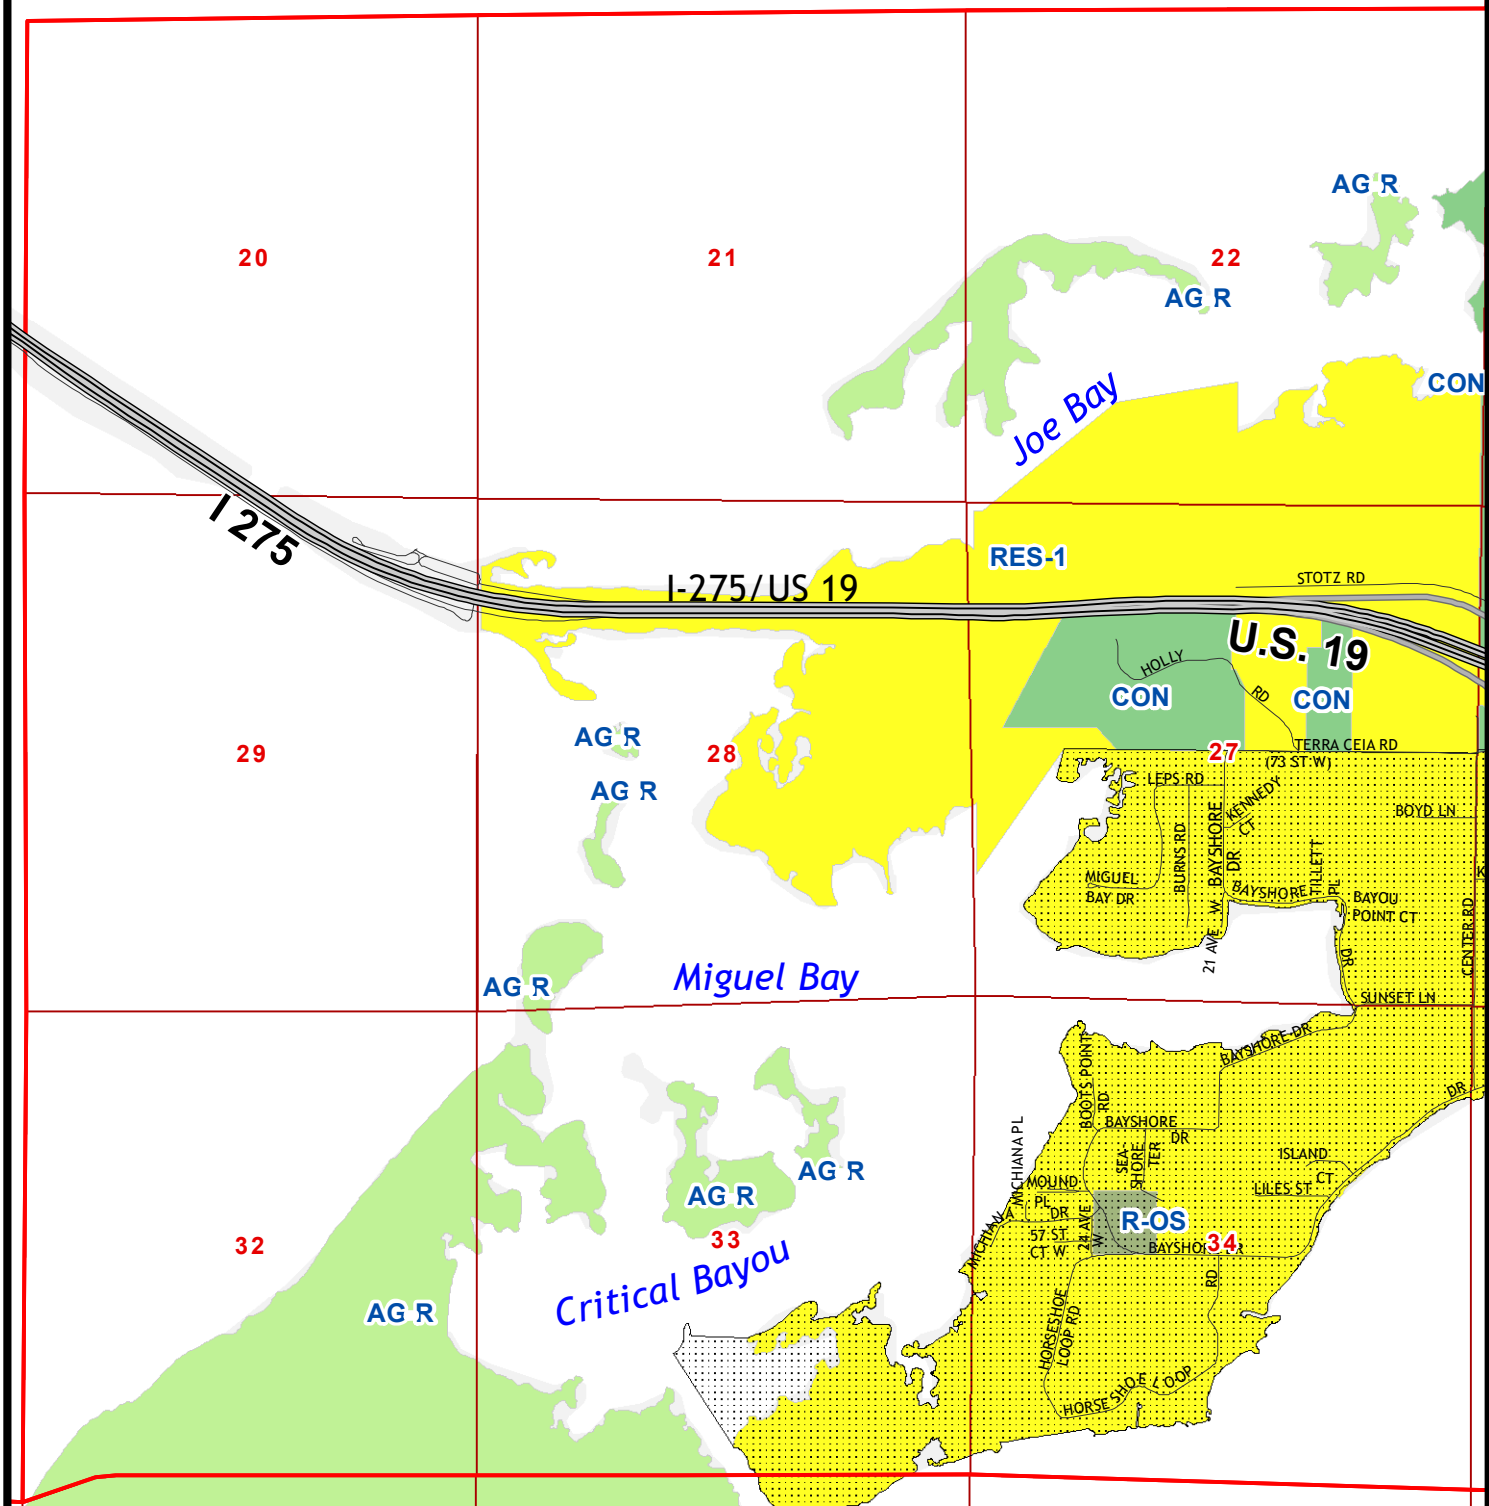 AG R
20
21
22
AG R
CON
Joe Bay
I 275
RES-1
STOTZ RD
I-275/US 19
U.S. 19
HOLLY
RD
CON
CON
AG R
29
28
27
TERRA CEIA RD
(73 ST W)
LEPS RD
AG R
KENNEDY
CT
BOYD LN
BURNS RD
BAYSHORE
DR
TILLETT
PL
MIGUEL
BAY DR
BAYSHORE
BAYOU
POINT CT
K
21 AVE W
DR
CENTER RD
Miguel Bay
AG R
SUNSET LN
BAYSHORE DR
BOOTS POINT
RD
DR
BAYSHORE
DR
MICHIANA PL
SEA-
SHORE
TER
ISLAND
CT
AG R
AG R
MOUND
PL
LILES ST
MICHIANA
DR
24 AVE
W
R-OS
57 ST
CT W
32
33
BAYSHORE DR
34
Critical Bayou
RD
AG R
HORSESHOE
LOOP RD
HORSE SHOE LOOP